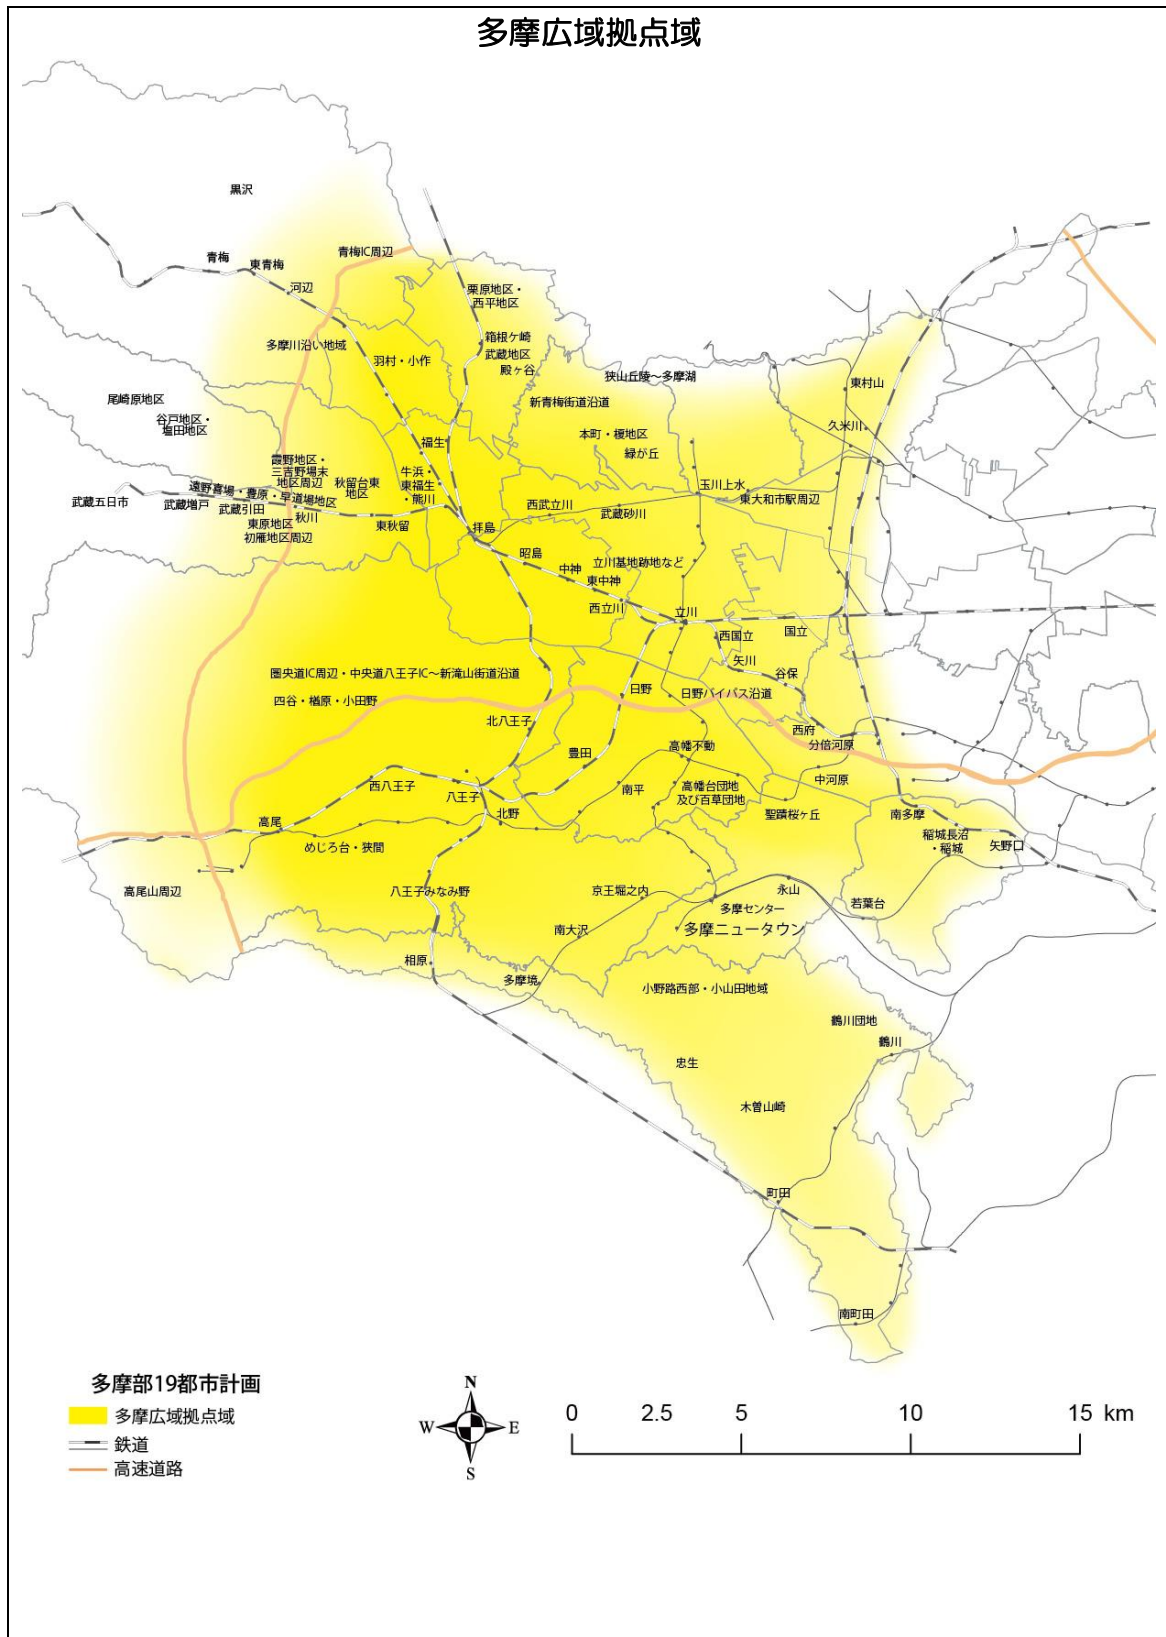 多摩広域拠点域
黒沢
青梅IC周辺
青梅
東青梅
河辺
栗原地区・
西平地区
多摩川沿い地域
羽村・小作
箱根ケ崎
武蔵地区
殿ヶ谷
狭山丘陵～多摩湖
東村山
尾崎原地区
新青梅街道沿道
谷戸地区・
塩田地区
久米川
本町・榎地区
緑が丘
福生
霞野地区・
三吉野場末
地区周辺
秋留台東
地区
牛浜・
東福生
・熊川
玉川上水
東大和市駅周辺
武蔵五日市
武蔵増戸
遠野喜場・豊原・早道場地区
武蔵引田
秋川
東原地区
初雁地区周辺
東秋留
拝島
西武立川
武蔵砂川
昭島
中神
東中神
立川基地跡地など
西立川
立川
西国立
国立
矢川
谷保
圏央道IC周辺・中央道八王子IC～新滝山街道沿道
四谷・楢原・小田野
日野
日野バイパス沿道
北八王子
西府
分倍河原
豊田
高幡不動
中河原
西八王子
八王子
南平
高幡台団地
及び百草団地
北野
聖蹟桜ヶ丘
南多摩
高尾
めじろ台・狭間
稲城長沼
・稲城
矢野口
高尾山周辺
八王子みなみ野
京王堀之内
永山
若葉台
多摩センター
南大沢
多摩ニュータウン
相原
多摩境
小野路西部・小山田地域
鶴川団地
鶴川
忠生
木曽山崎
町田
南町田
多摩部19都市計画
多摩広域拠点域
鉄道
高速道路
N
W
E
S
0 2.5 5 10 15 km